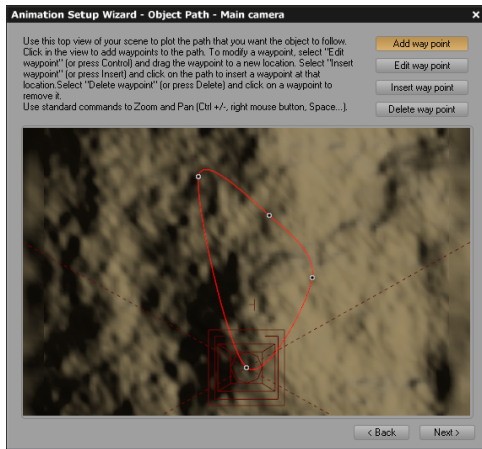 Animation Setup Wizard - Object Path - Main camera
Use this top view of your scene to plot the path that you want the object to follow.
Click in the view to add waypoints to the path. To modify a waypoint, select "Edit
waypoint" (or press Control) and drag the waypoint to a new location. Select "Insert
waypoint" (or press Insert) and click on the path to insert a waypoint at that
location.Select "Delete waypoint" (or press Delete) and click on a waypoint to
remove it.
Use standard commands to Zoom and Pan (Ctrl +/-, right mouse button, Space...).
Add way point
Edit way point
Insert way point
Delete way point
< Back
Next >